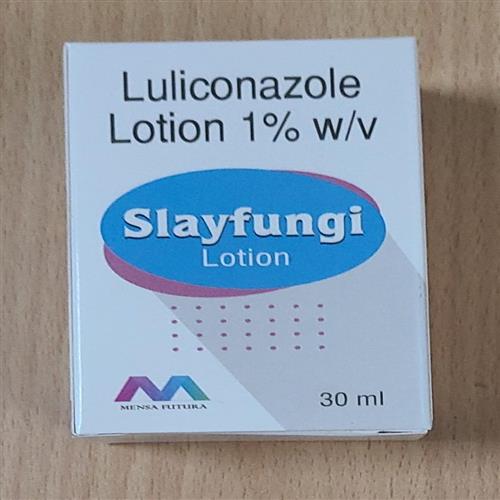 Luliconazole
Lotion 1% w/v
Slayfungi
Lotion
MENSA FUTURA
30 ml